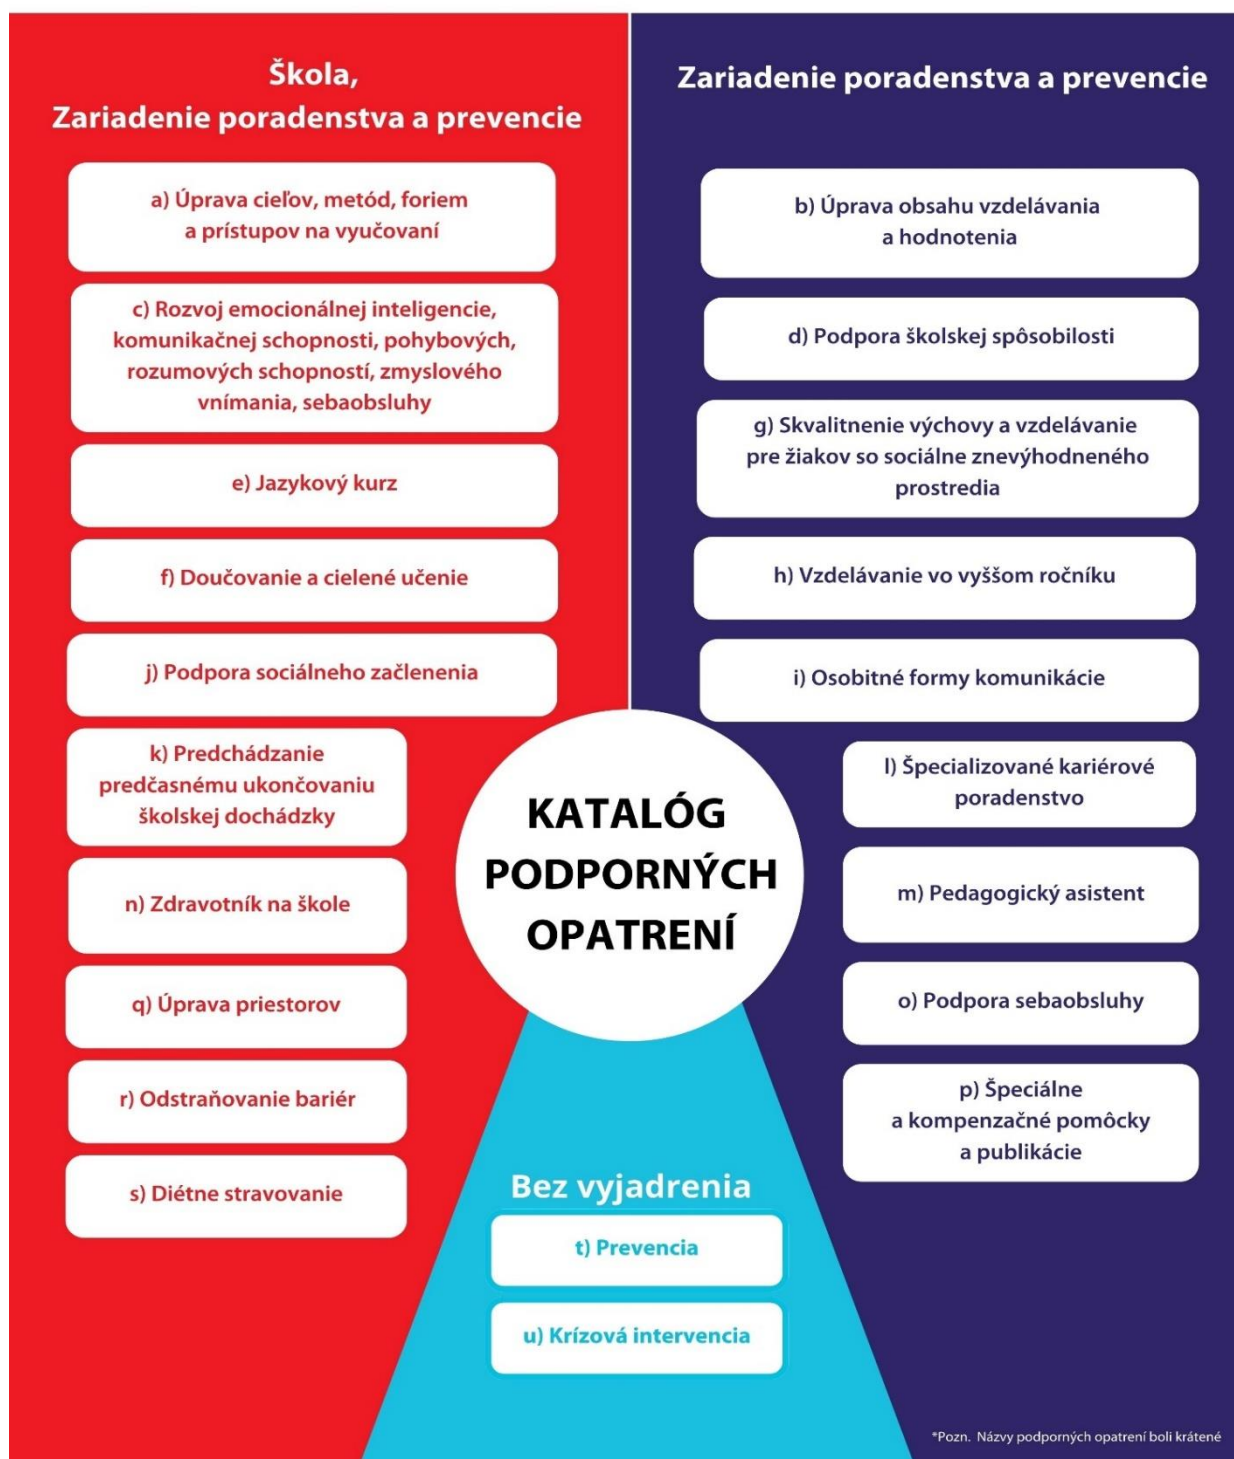 Škola,
Zariadenie poradenstva a prevencie
a) Úprava cieľov, metód, foriem
a prístupov na vyučovaní
c) Rozvoj emocionálnej inteligencie,
komunikačnej schopnosti, pohybových,
rozumových schopností, zmyslového
vnímania, sebaobsluhy
e) Jazykový kurz
f) Doučovanie a cielené učenie
j) Podpora sociálneho začlenenia
k) Predchádzanie
predčasnému ukončovaniu
školskej dochádzky
n) Zdravotník na škole
q) Úprava priestorov
r) Odstraňovanie bariér
s) Diétne stravovanie
Zariadenie poradenstva a prevencie
b) Úprava obsahu vzdelávania
a hodnotenia
d) Podpora školskej spôsobilosti
g) Skvalitnenie výchovy a vzdelávanie
pre žiakov so sociálne znevýhodneného
prostredia
h) Vzdelávanie vo vyššom ročníku
i) Osobitné formy komunikácie
l) Špecializované kariérové
poradenstvo
m) Pedagogický asistent
o) Podpora sebaobsluhy
p) Špeciálne
a kompenzačné pomôcky
a publikácie
KATALÓG
PODPORNÝCH
OPATRENÍ
Bez vyjadrenia
t) Prevencia
u) Krízová intervencia
*Pozn. Názvy podporných opatrení boli krátené